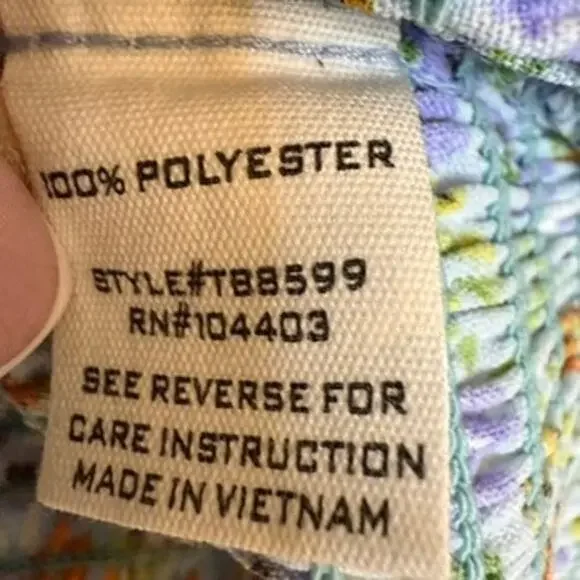 100% POLYESTER
STYLE#TB8599
RN#104403
SEE REVERSE FOR
CARE INSTRUCTION
MADE IN VIETNAM